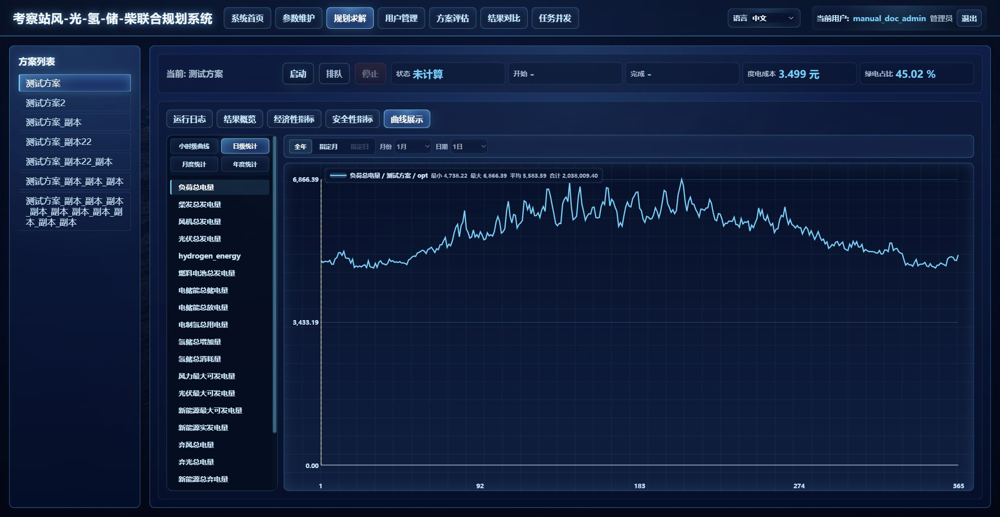 考察站风-光-氢-储-柴联合规划系统
系统首页 参数维护 规划求解 用户管理 方案评估 结果对比 任务并发
语言 中文
当前用户: manual_doc_admin 管理员 退出
方案列表
测试方案
测试方案2
测试方案_副本
测试方案_副本22
测试方案_副本22_副本
测试方案_副本_副本_副本
测试方案_副本_副本_副本
_副本_副本_副本_副本_副
本_副本_副本
当前: 测试方案
启动 排队 停止
状态 未计算
开始 -
完成 -
度电成本 3.499 元
绿电占比 45.02 %
运行日志 结果概览 经济性指标 安全性指标 曲线展示
小时级曲线 日级统计
月度统计 年度统计
负荷总电量
柴发总发电量
风机总发电量
光伏总发电量
hydrogen_energy
燃料电池总发电量
电储能总储电量
电储能总放电量
电制氢总用电量
氢储总增加量
氢储总消耗量
风力最大可发电量
光伏最大可发电量
新能源最大可发电量
新能源实发电量
弃风总电量
弃光总电量
新能源总弃电量
全年 指定月 指定日 月份 1月 日期 1日
负荷总电量 / 测试方案 / opt 最小 4,738.22 最大 6,866.39 平均 5,583.59 合计 2,038,009.40
6,866.39
3,433.19
0.00
1 92 183 274 365